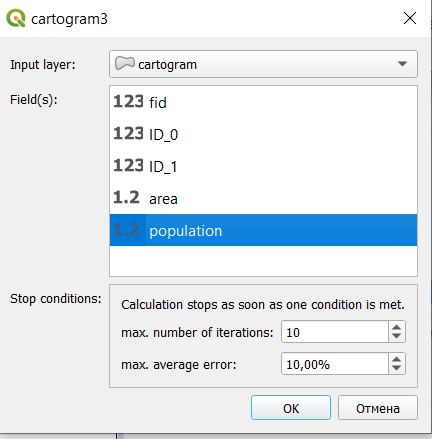 cartogram3
Input layer: cartogram
Field(s): 123 fid
123 ID_0
123 ID_1
1.2 area
1.2 population
Stop conditions: Calculation stops as soon as one condition is met.
max. number of iterations: 10
max. average error: 10,00%
OK Отмена